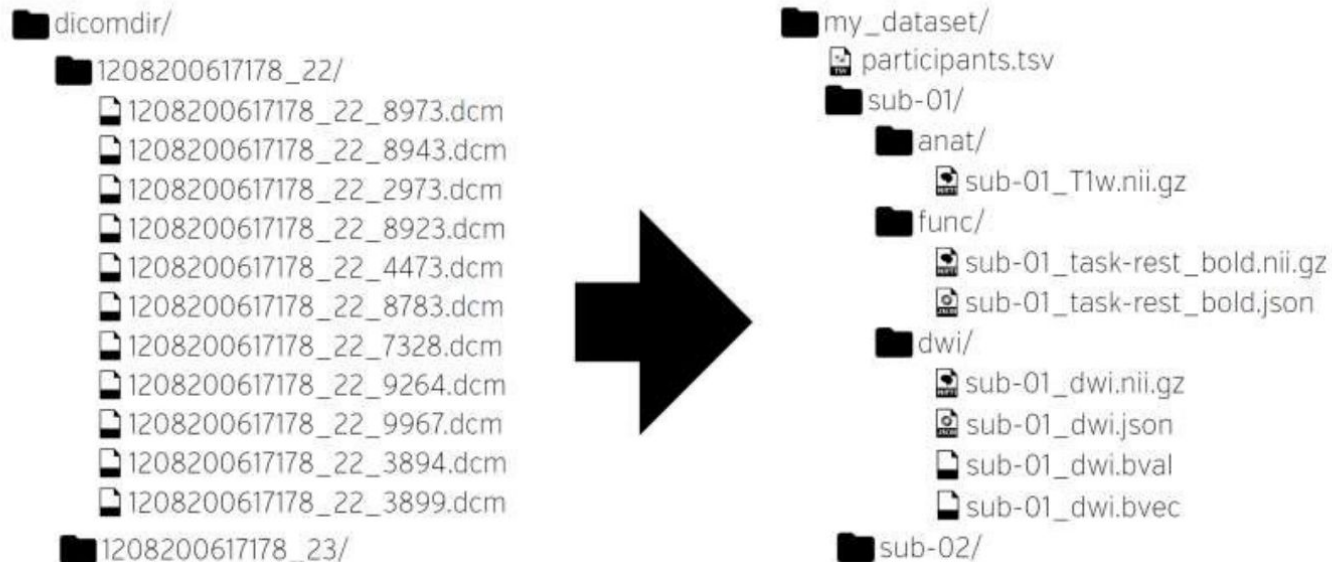 dicomdir/
1208200617178_22/
1208200617178_22_8973.dcm
1208200617178_22_8943.dcm
1208200617178_22_2973.dcm
1208200617178_22_8923.dcm
1208200617178_22_4473.dcm
1208200617178_22_8783.dcm
1208200617178_22_7328.dcm
1208200617178_22_9264.dcm
1208200617178_22_9967.dcm
1208200617178_22_3894.dcm
1208200617178_22_3899.dcm
1208200617178_23/
my_dataset/
participants.tsv
sub-01/
anat/
sub-01_T1w.nii.gz
func/
sub-01_task-rest_bold.nii.gz
sub-01_task-rest_bold.json
dwi/
sub-01_dwi.nii.gz
sub-01_dwi.json
sub-01_dwi.bval
sub-01_dwi.bvec
sub-02/